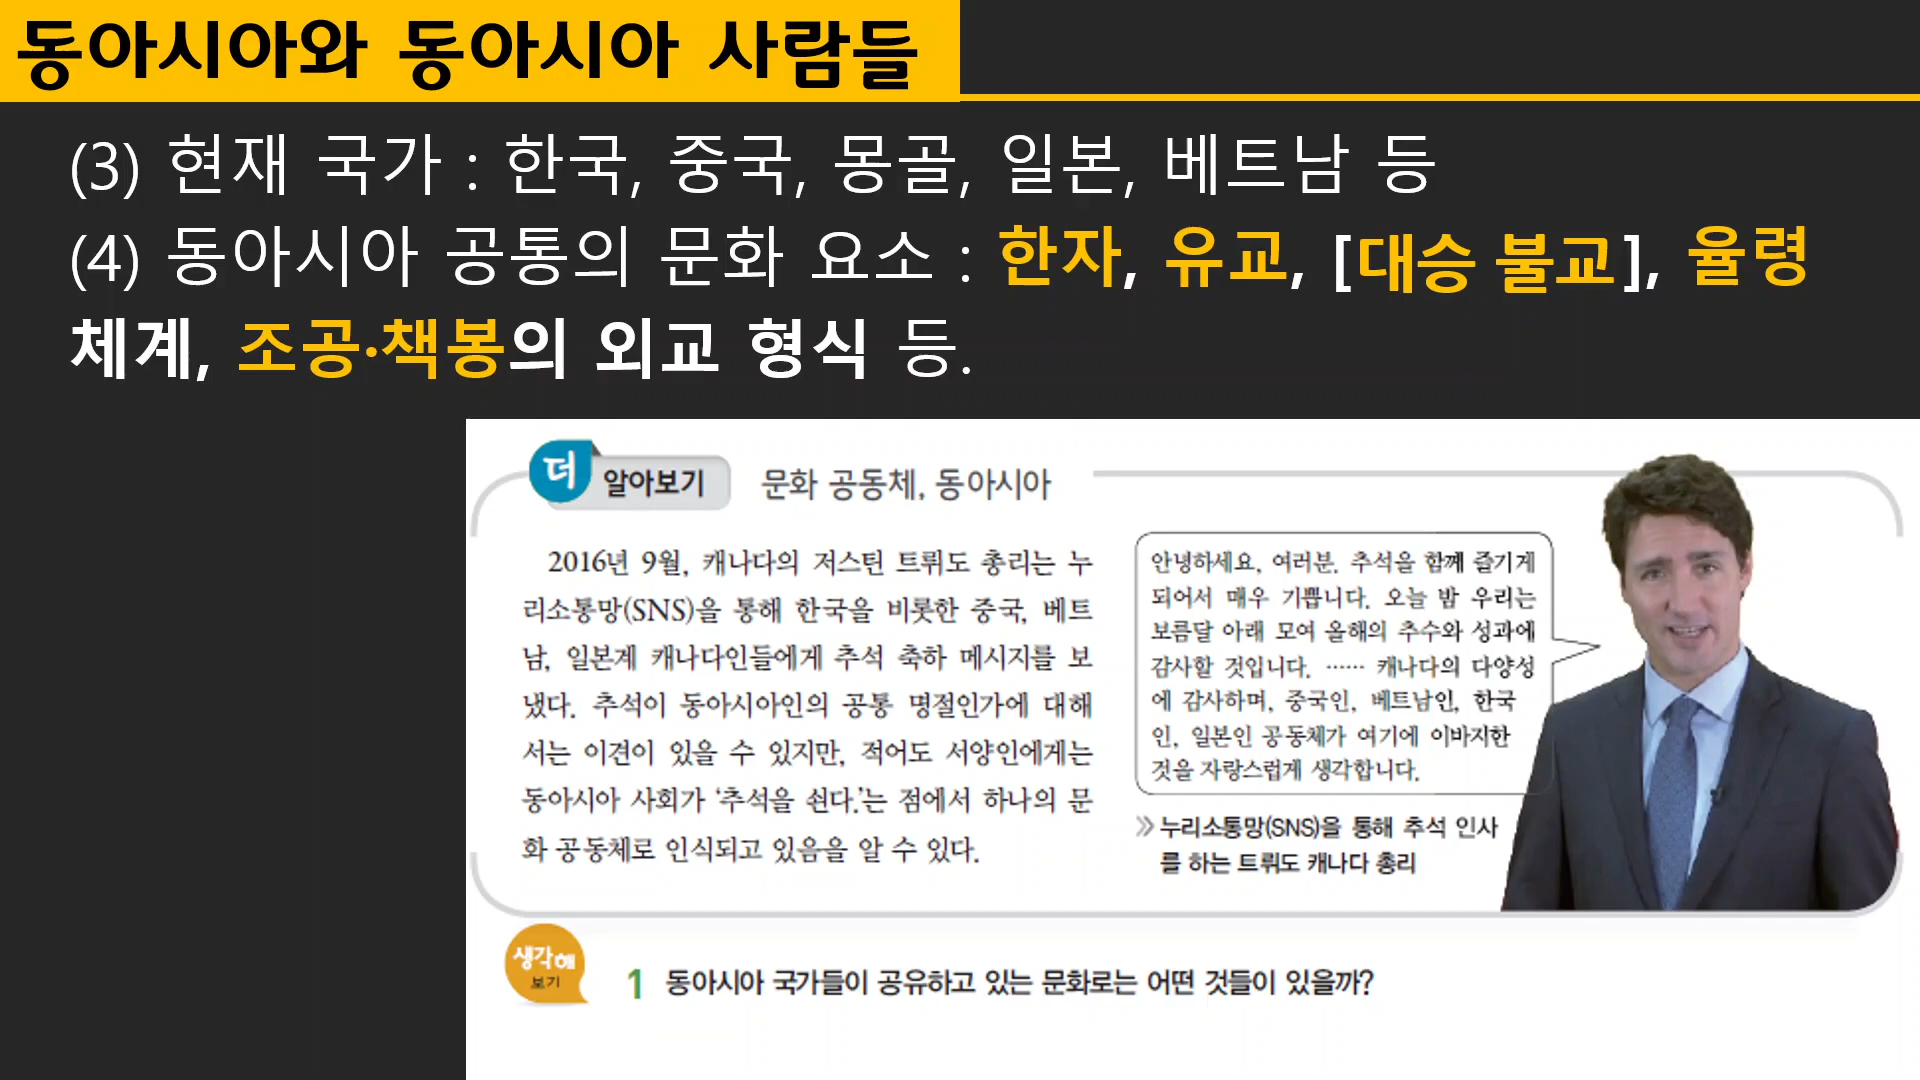 동아시아와 동아시아 사람들
(3) 현재 국가 : 한국, 중국, 몽골, 일본, 베트남 등
(4) 동아시아 공통의 문화 요소 : 한자, 유교, [대승 불교], 율령
체계, 조공·책봉의 외교 형식 등.
더 알아보기 문화 공동체, 동아시아
2016년 9월, 캐나다의 저스틴 트뤼도 총리는 누
리소통망(SNS)을 통해 한국을 비롯한 중국, 베트
남, 일본계 캐나다인들에게 추석 축하 메시지를 보
냈다. 추석이 동아시아인의 공통 명절인가에 대해
서는 이견이 있을 수 있지만, 적어도 서양인에게는
동아시아 사회가 ‘추석을 쇤다.’는 점에서 하나의 문
화 공동체로 인식되고 있음을 알 수 있다.
안녕하세요, 여러분. 추석을 함께 즐기게
되어서 매우 기쁩니다. 오늘 밤 우리는
보름달 아래 모여 올해의 추수와 성과에
감사할 것입니다. …… 캐나다의 다양성
에 감사하며, 중국인, 베트남인, 한국
인, 일본인 공동체가 여기에 이바지한
것을 자랑스럽게 생각합니다.
» 누리소통망(SNS)을 통해 추석 인사
를 하는 트뤼도 캐나다 총리
생각해
보기
1 동아시아 국가들이 공유하고 있는 문화로는 어떤 것들이 있을까?